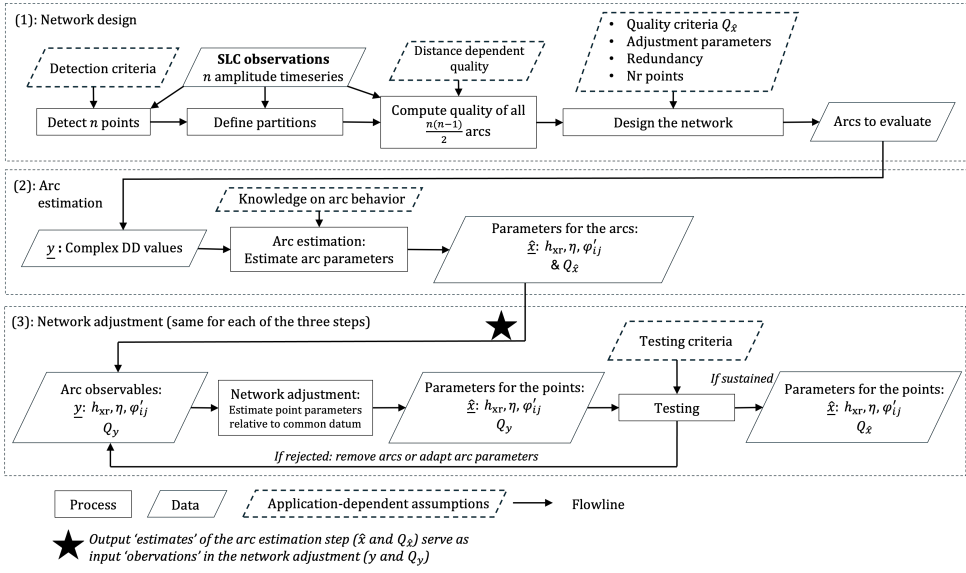 (1): Network design
Detection criteria
SLC observations
n amplitude timeseries
Distance dependent
quality
• Quality criteria Q_x̂
• Adjustment parameters
• Redundancy
• Nr points
Detect n points
Define partitions
Compute quality of all
n(n−1)/2 arcs
Design the network
Arcs to evaluate
(2): Arc
estimation
Knowledge on arc behavior
y : Complex DD values
Arc estimation:
Estimate arc parameters
Parameters for the arcs:
x̂: h_xr, η, φ′_ij
& Q_x̂
(3): Network adjustment (same for each of the three steps)
Testing criteria
If sustained
Arc observables:
y: h_xr, η, φ′_ij
Q_y
Network adjustment:
Estimate point parameters
relative to common datum
Parameters for the points:
x̂: h_xr, η, φ′_ij
Q_y
Testing
Parameters for the points:
x̂: h_xr, η, φ′_ij
Q_x̂
If rejected: remove arcs or adapt arc parameters
Process
Data
Application-dependent assumptions
Flowline
Output ‘estimates’ of the arc estimation step (x̂ and Q_x̂) serve as
input ‘obervations’ in the network adjustment (y and Q_y)